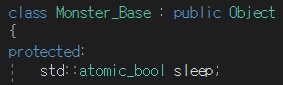 class Monster_Base : public Object
{
protected:
std::atomic_bool sleep;